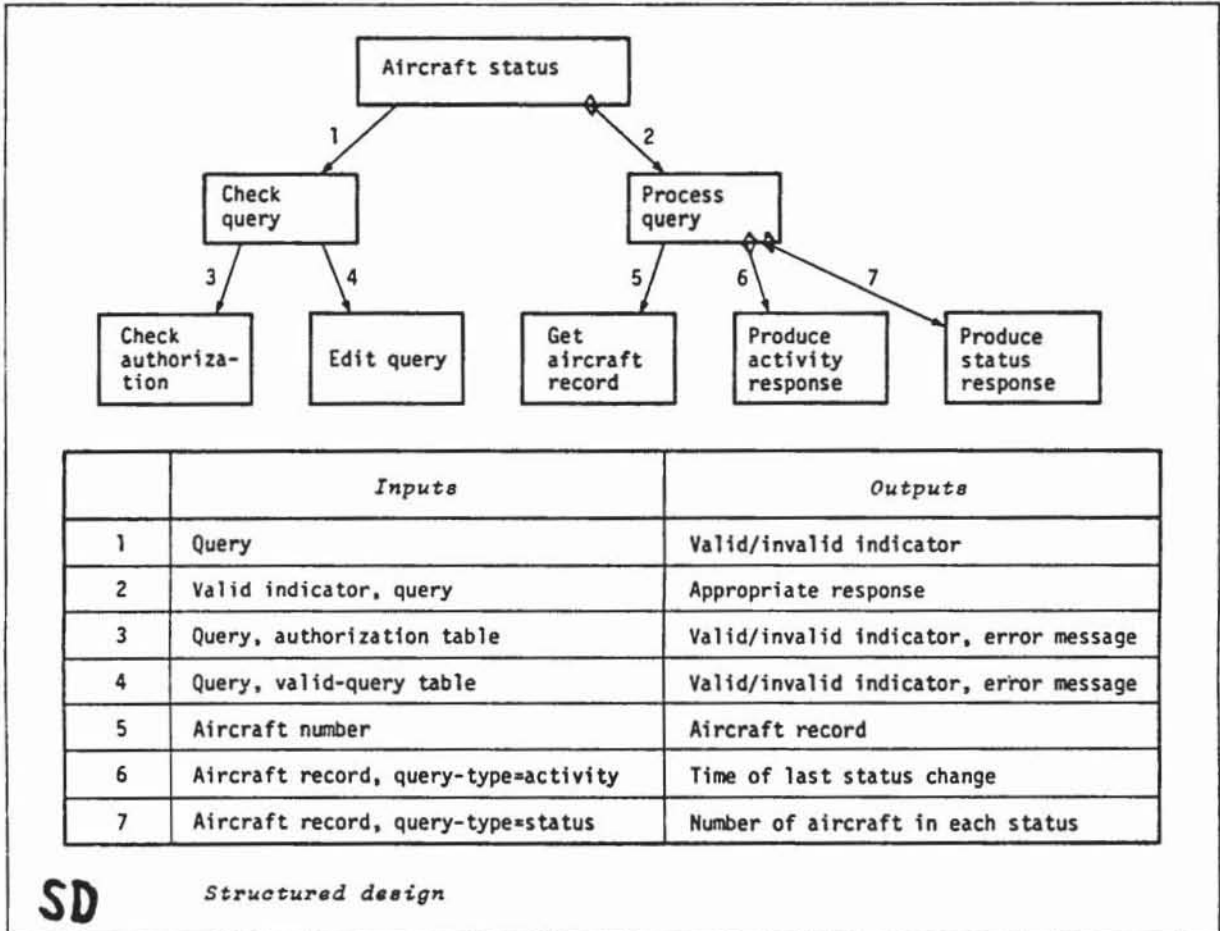 Aircraft status
1
2
Check
query
Process
query
3
4
5
6
7
Check
authoriza-
tion
Edit query
Get
aircraft
record
Produce
activity
response
Produce
status
response
Inputs Outputs
1 Query Valid/invalid indicator
2 Valid indicator, query Appropriate response
3 Query, authorization table Valid/invalid indicator, error message
4 Query, valid-query table Valid/invalid indicator, error message
5 Aircraft number Aircraft record
6 Aircraft record, query-type=activity Time of last status change
7 Aircraft record, query-type=status Number of aircraft in each status
SD Structured design